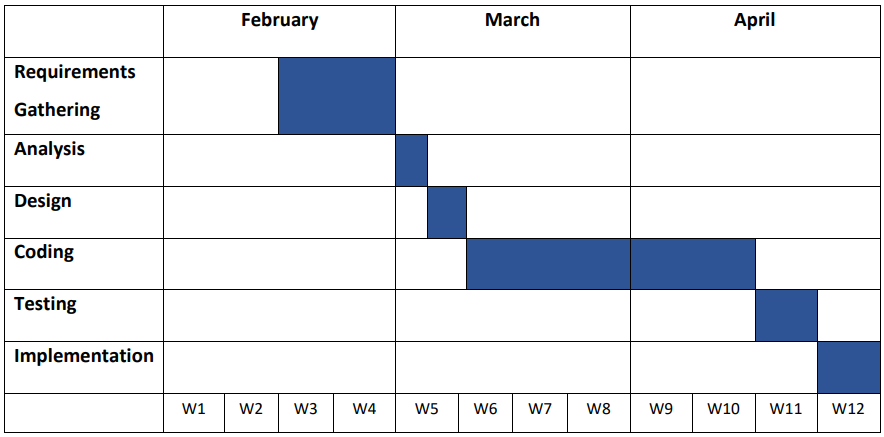 February March April
Requirements
Gathering
Analysis
Design
Coding
Testing
Implementation
W1 W2 W3 W4 W5 W6 W7 W8 W9 W10 W11 W12